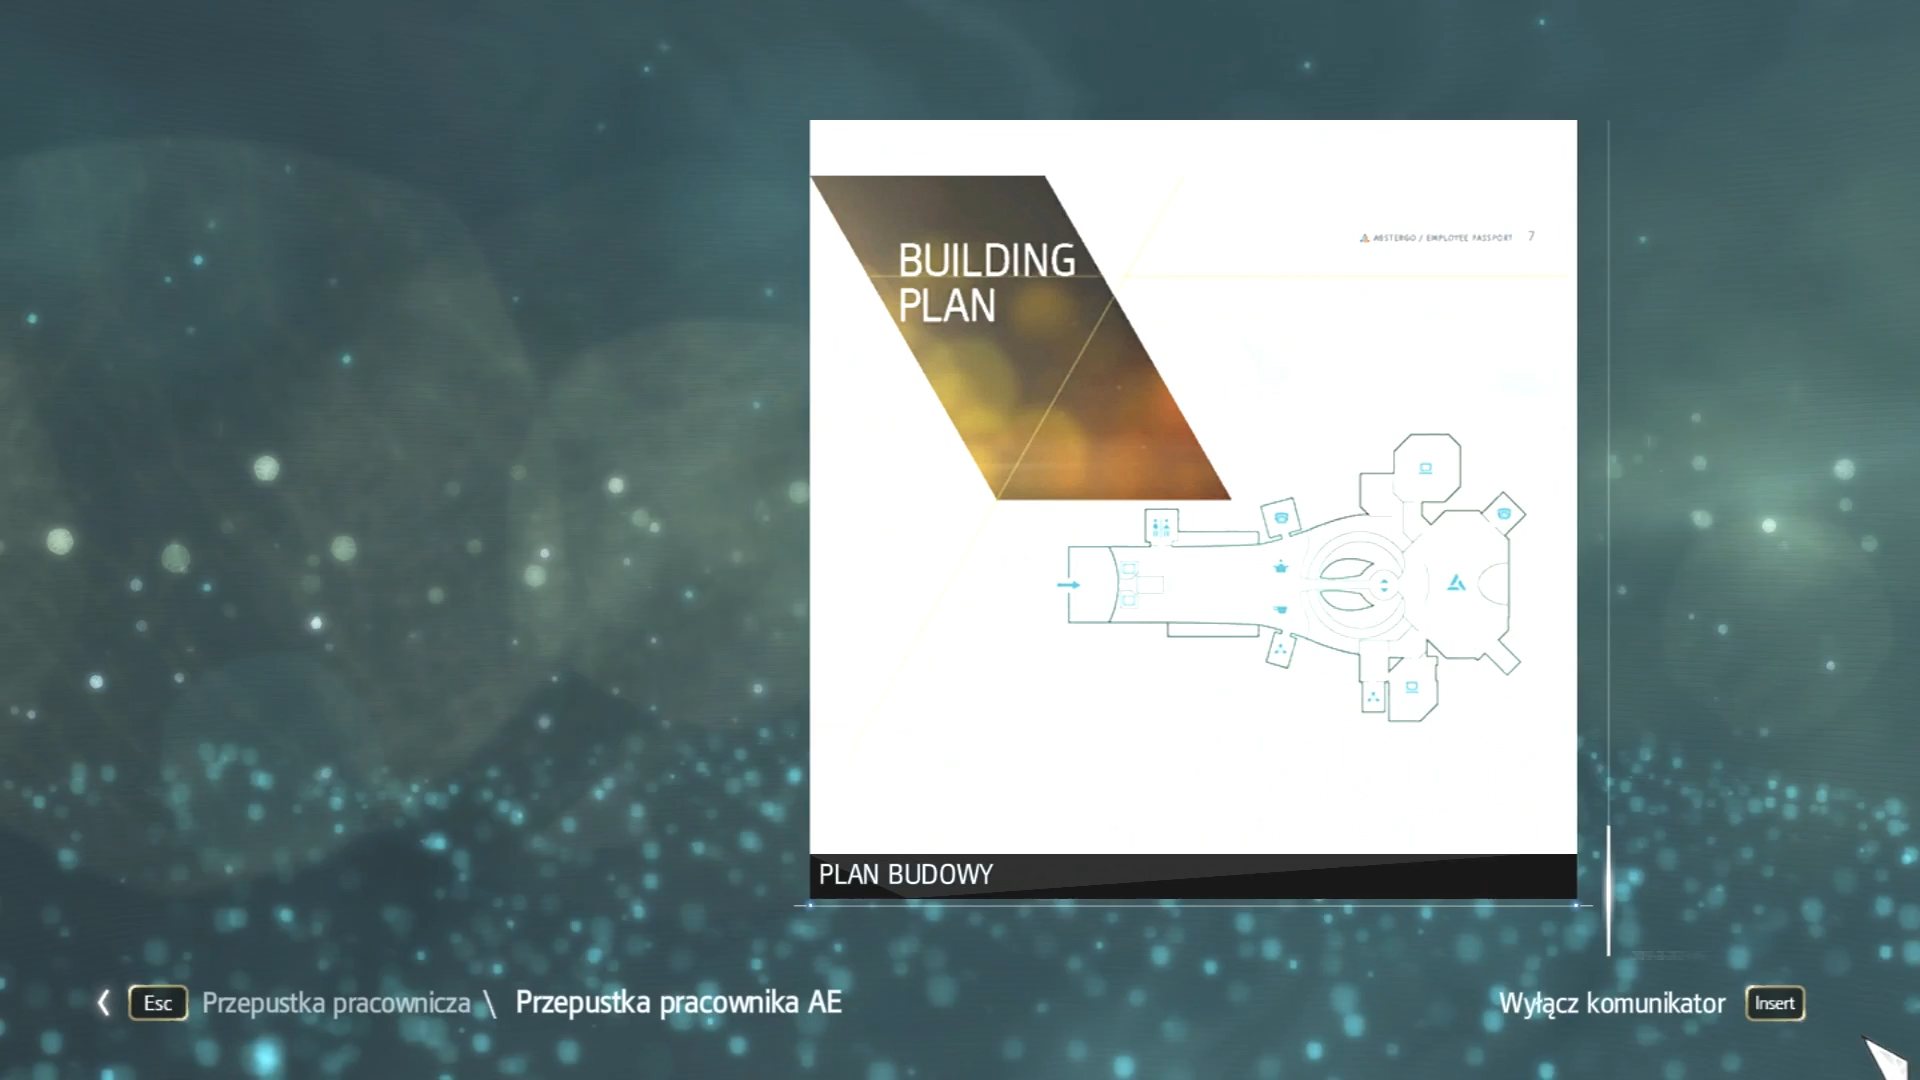 BUILDING
PLAN
ABSTERGO / EMPLOYEE PASSPORT 7
PLAN BUDOWY
Esc Przepustka pracownicza \ Przepustka pracownika AE
Wyłącz komunikator Insert